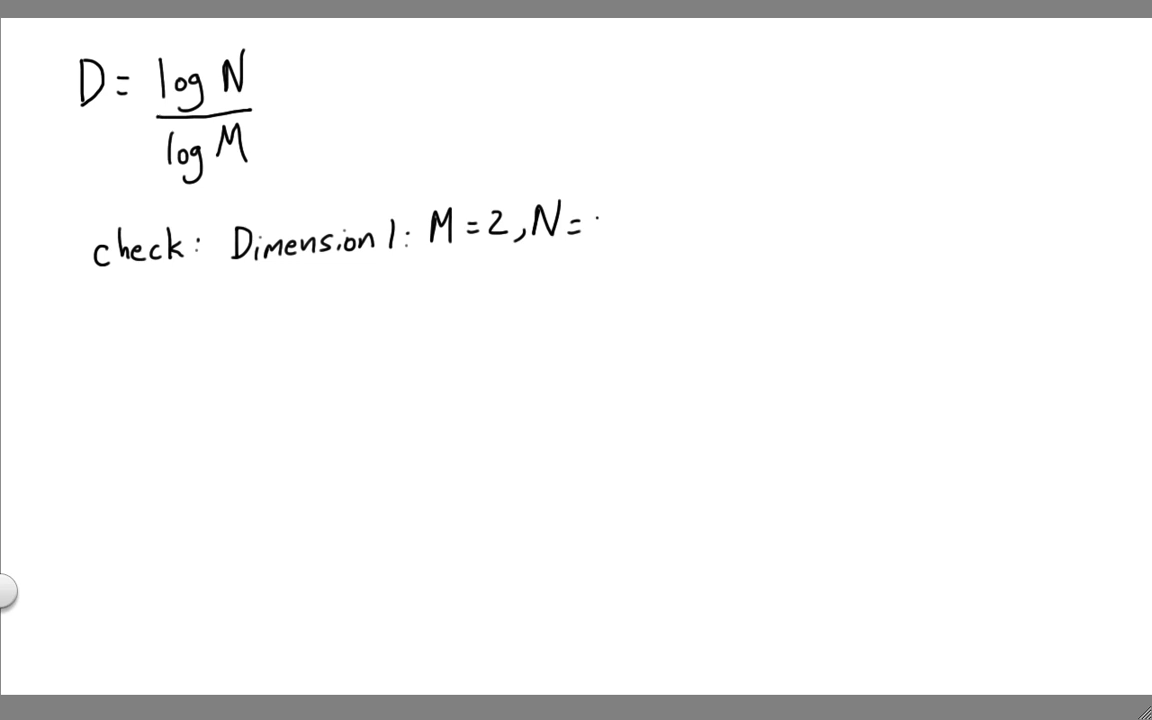 D = log N
log M
check: Dimension 1: M = 2, N =